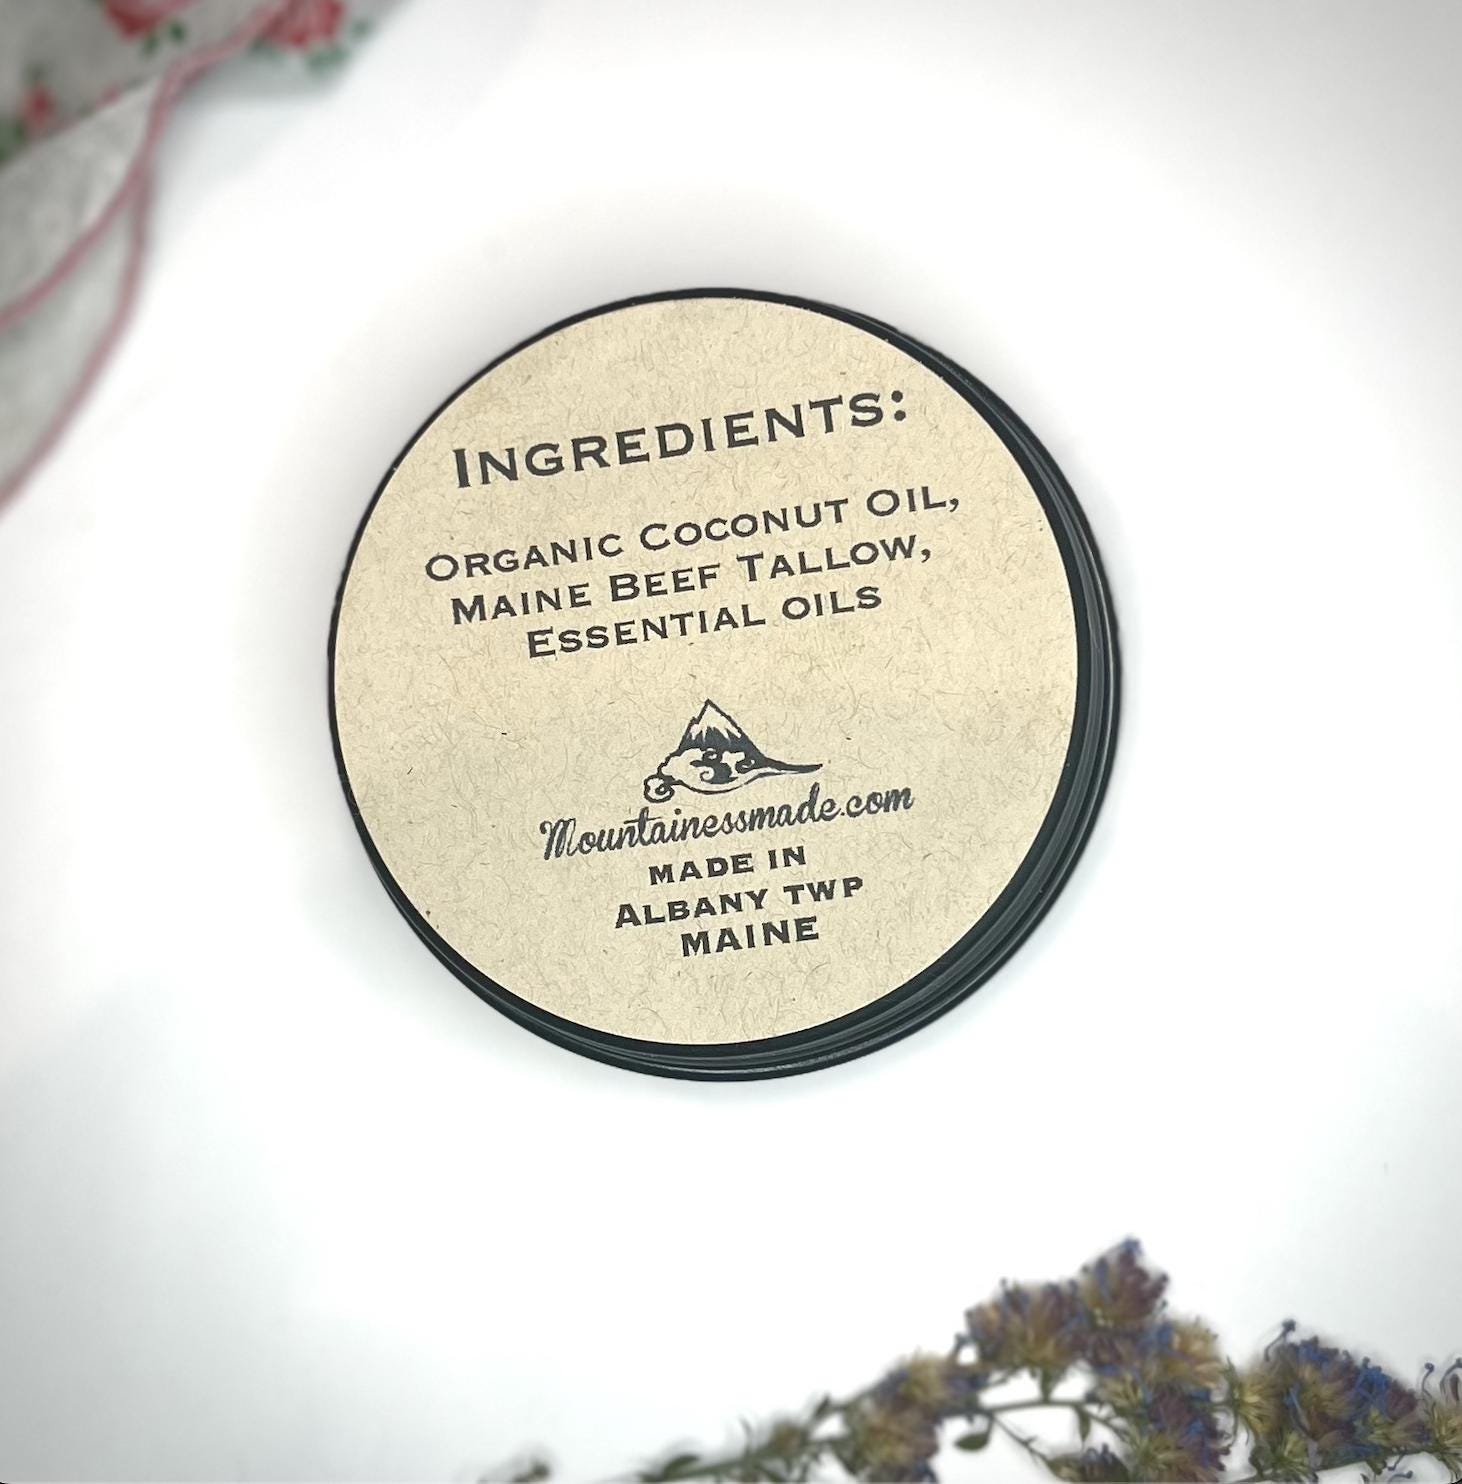 INGREDIENTS:
ORGANIC COCONUT OIL,
MAINE BEEF TALLOW,
ESSENTIAL OILS
Mountainessmade.com
MADE IN
ALBANY TWP
MAINE